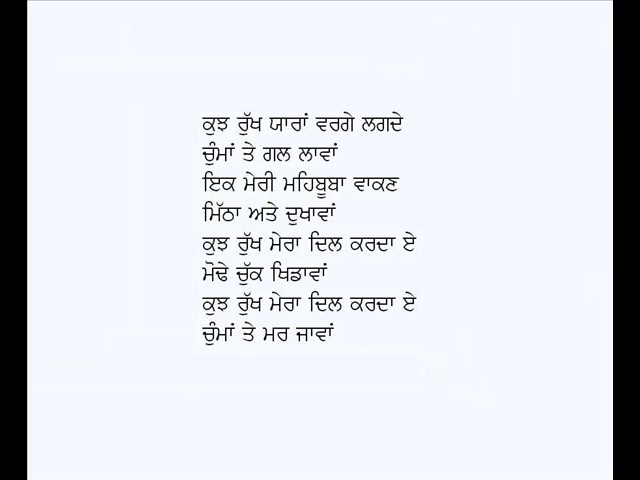 ਕੁਝ ਰੁੱਖ ਯਾਰਾਂ ਵਰਗੇ ਲਗਦੇ
ਚੁੰਮਾਂ ਤੇ ਗਲ ਲਾਵਾਂ
ਇਕ ਮੇਰੀ ਮਹਿਬੂਬਾ ਵਾਕਣ
ਮਿੱਠਾ ਅਤੇ ਦੁਖਾਵਾਂ
ਕੁਝ ਰੁੱਖ ਮੇਰਾ ਦਿਲ ਕਰਦਾ ਏ
ਮੋਢੇ ਚੁੱਕ ਖਿਡਾਵਾਂ
ਕੁਝ ਰੁੱਖ ਮੇਰਾ ਦਿਲ ਕਰਦਾ ਏ
ਚੁੰਮਾਂ ਤੇ ਮਰ ਜਾਵਾਂ